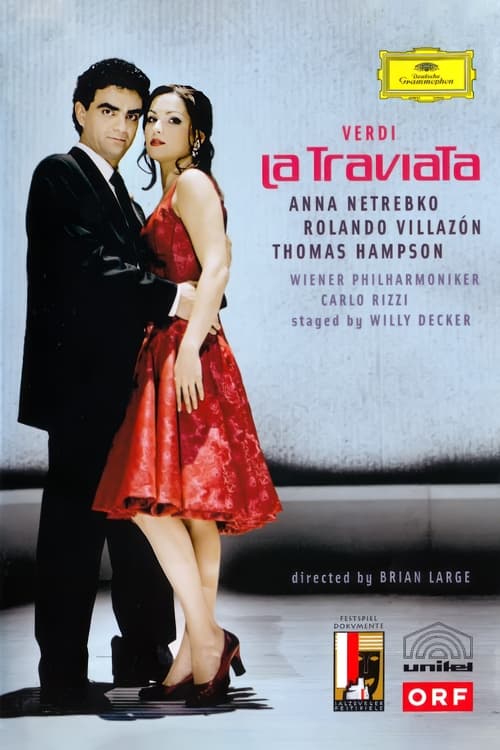 Deutsche
Grammophon
VERDI
La Traviata
ANNA NETREBKO
ROLANDO VILLAZÓN
THOMAS HAMPSON
WIENER PHILHARMONIKER
CARLO RIZZI
staged by WILLY DECKER
directed by BRIAN LARGE
FESTSPIEL
DOKUMENTE
unitel
ORF